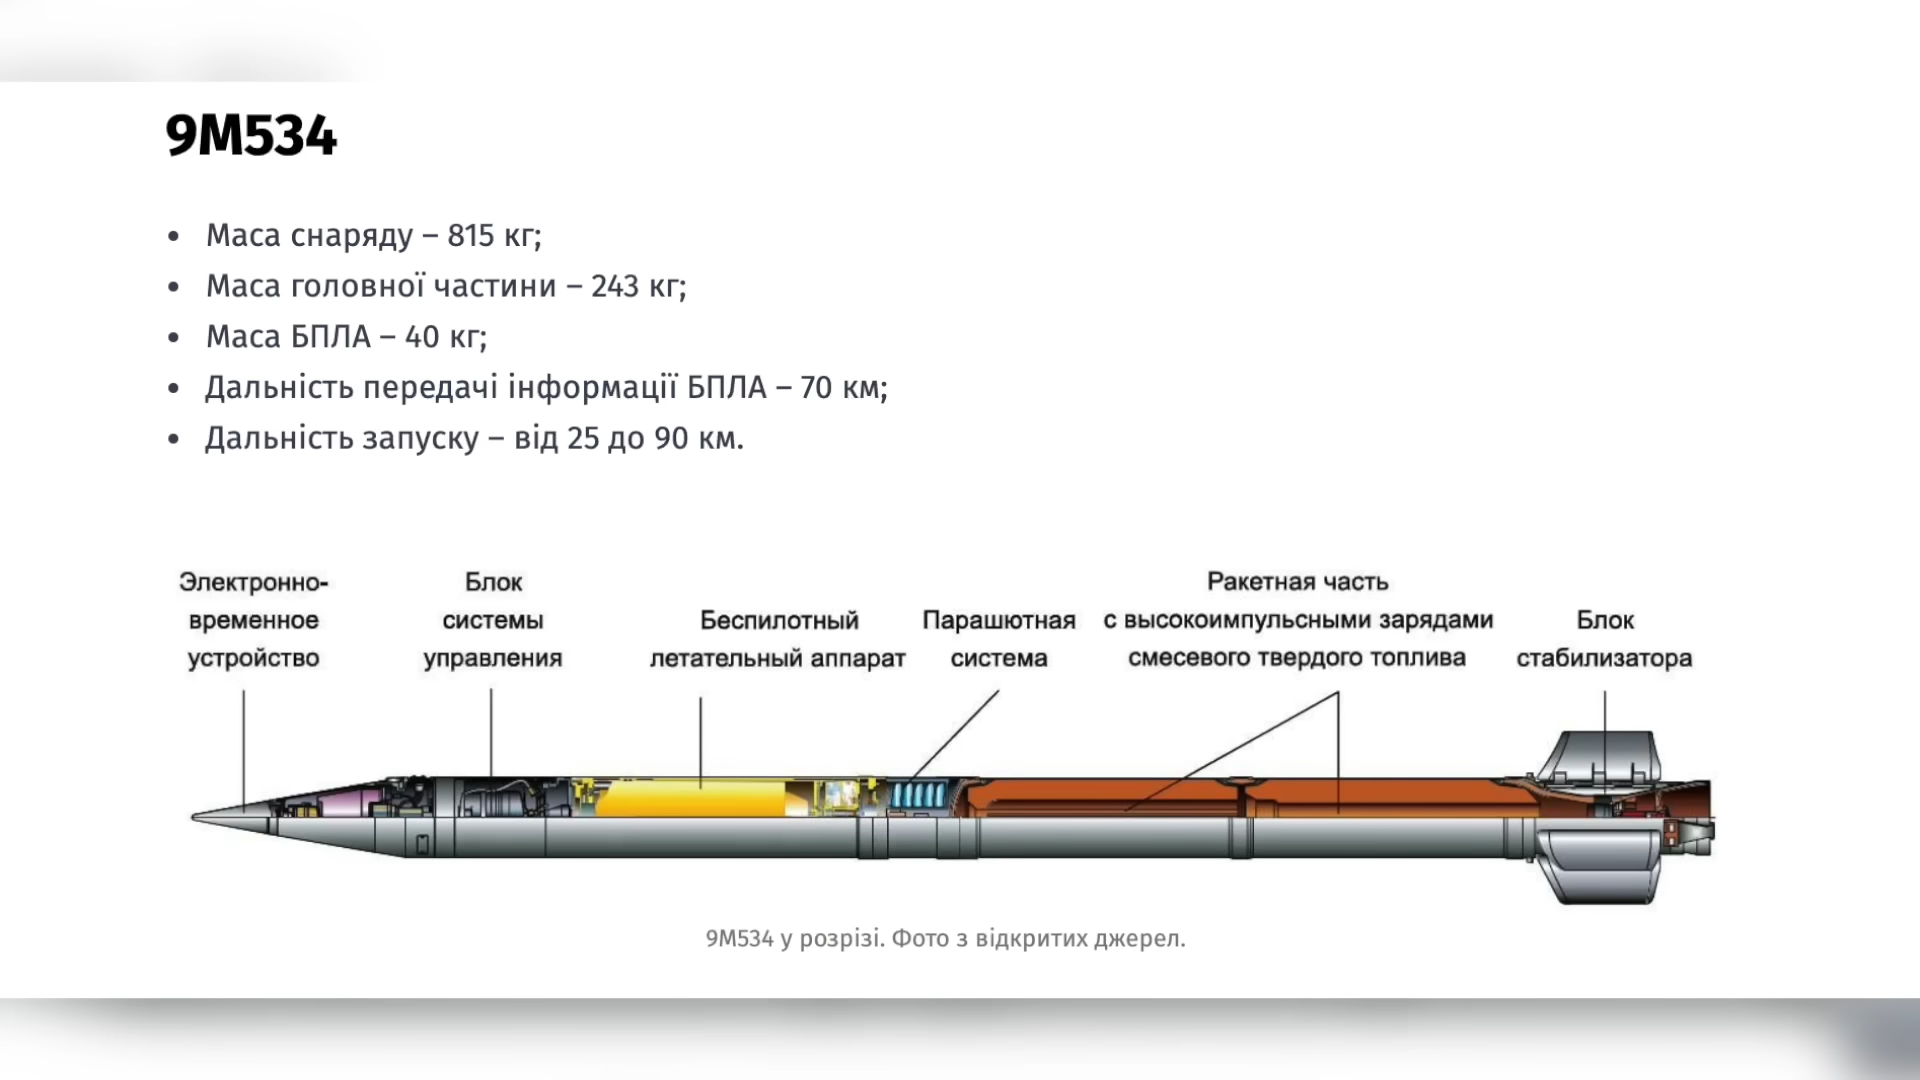 9М534
• Маса снаряду – 815 кг;
• Маса головної частини – 243 кг;
• Маса БПЛА – 40 кг;
• Дальність передачі інформації БПЛА – 70 км;
• Дальність запуску – від 25 до 90 км.
Электронно-
временное
устройство
Блок
системы
управления
Беспилотный
летательный аппарат
Парашютная
система
Ракетная часть
с высокоимпульсными зарядами
смесевого твердого топлива
Блок
стабилизатора
9М534 у розрізі. Фото з відкритих джерел.